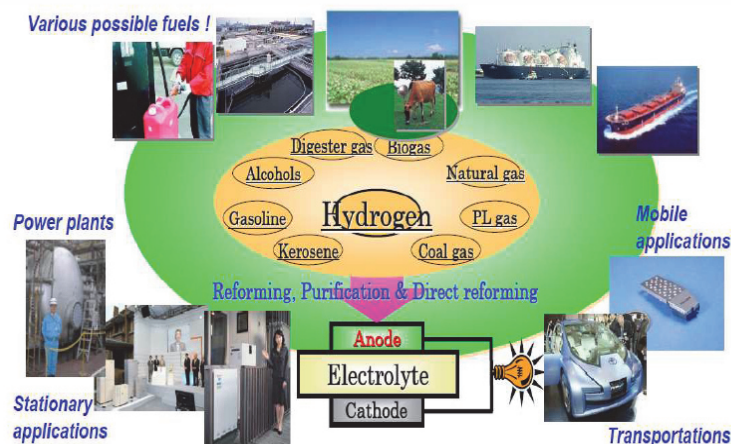 Various possible fuels !
Digester gas
Biogas
Alcohols
Natural gas
Gasoline
Hydrogen
PL gas
Kerosene
Coal gas
Power plants
Mobile
applications
Reforming, Purification & Direct reforming
Anode
Electrolyte
Cathode
Stationary
applications
Transportations